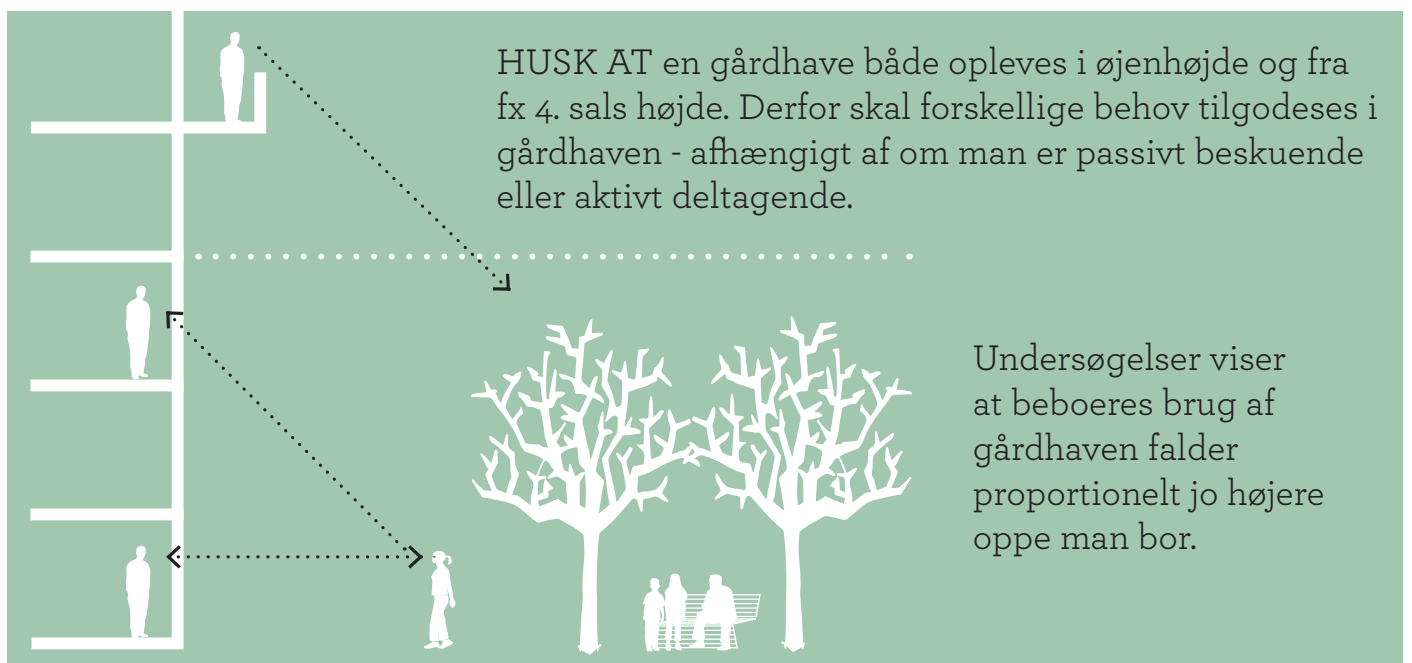 HUSK AT en gårdhave både opleves i øjenhøjde og fra
fx 4. sals højde. Derfor skal forskellige behov tilgodeses i
gårdhaven - afhængigt af om man er passivt beskuende
eller aktivt deltagende.
Undersøgelser viser
at beboeres brug af
gårdhaven falder
proportionelt jo højere
oppe man bor.